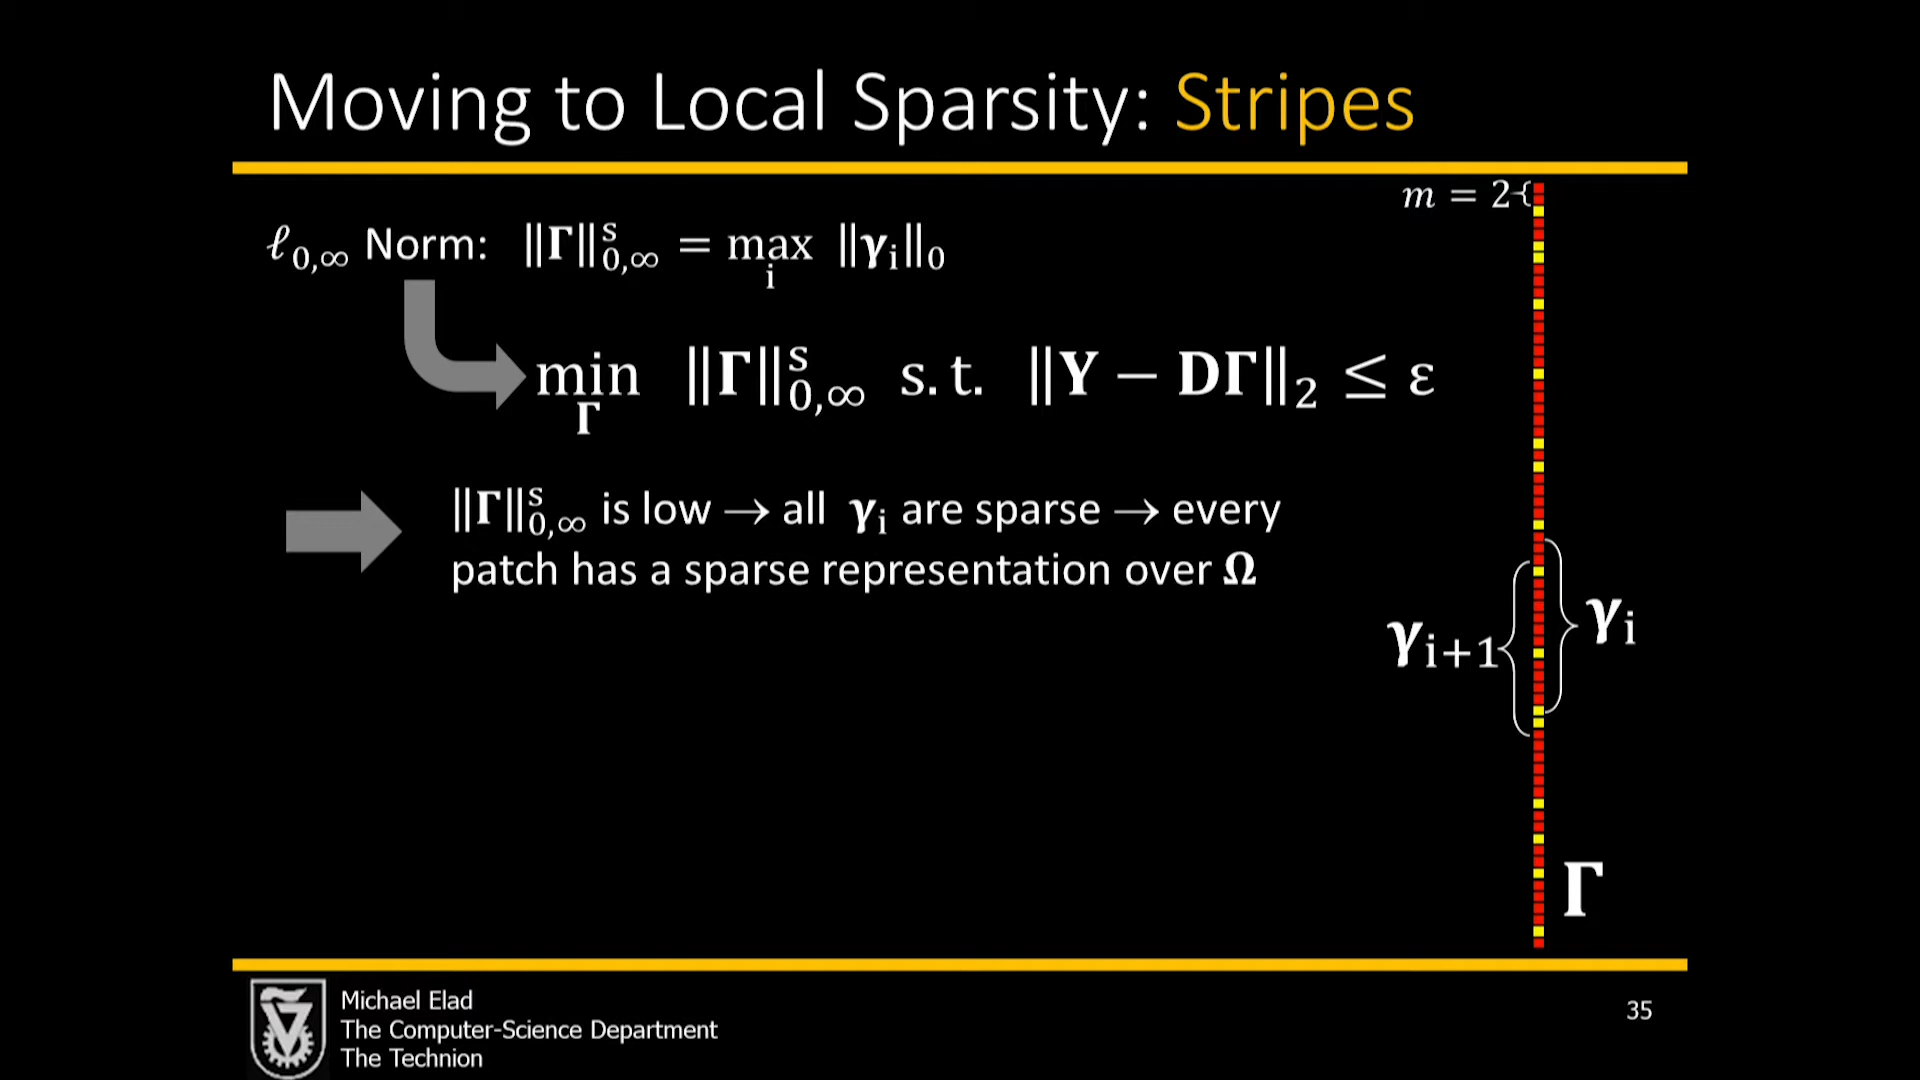 Moving to Local Sparsity: Stripes
m = 2
ℓ₀,∞ Norm: ‖Γ‖ˢ₀,∞ = max ‖γᵢ‖₀
i
min ‖Γ‖ˢ₀,∞ s.t. ‖Y − DΓ‖₂ ≤ ε
Γ
‖Γ‖ˢ₀,∞ is low → all γᵢ are sparse → every
patch has a sparse representation over Ω
γᵢ
γᵢ₊₁
Γ
Michael Elad
The Computer-Science Department
The Technion
35